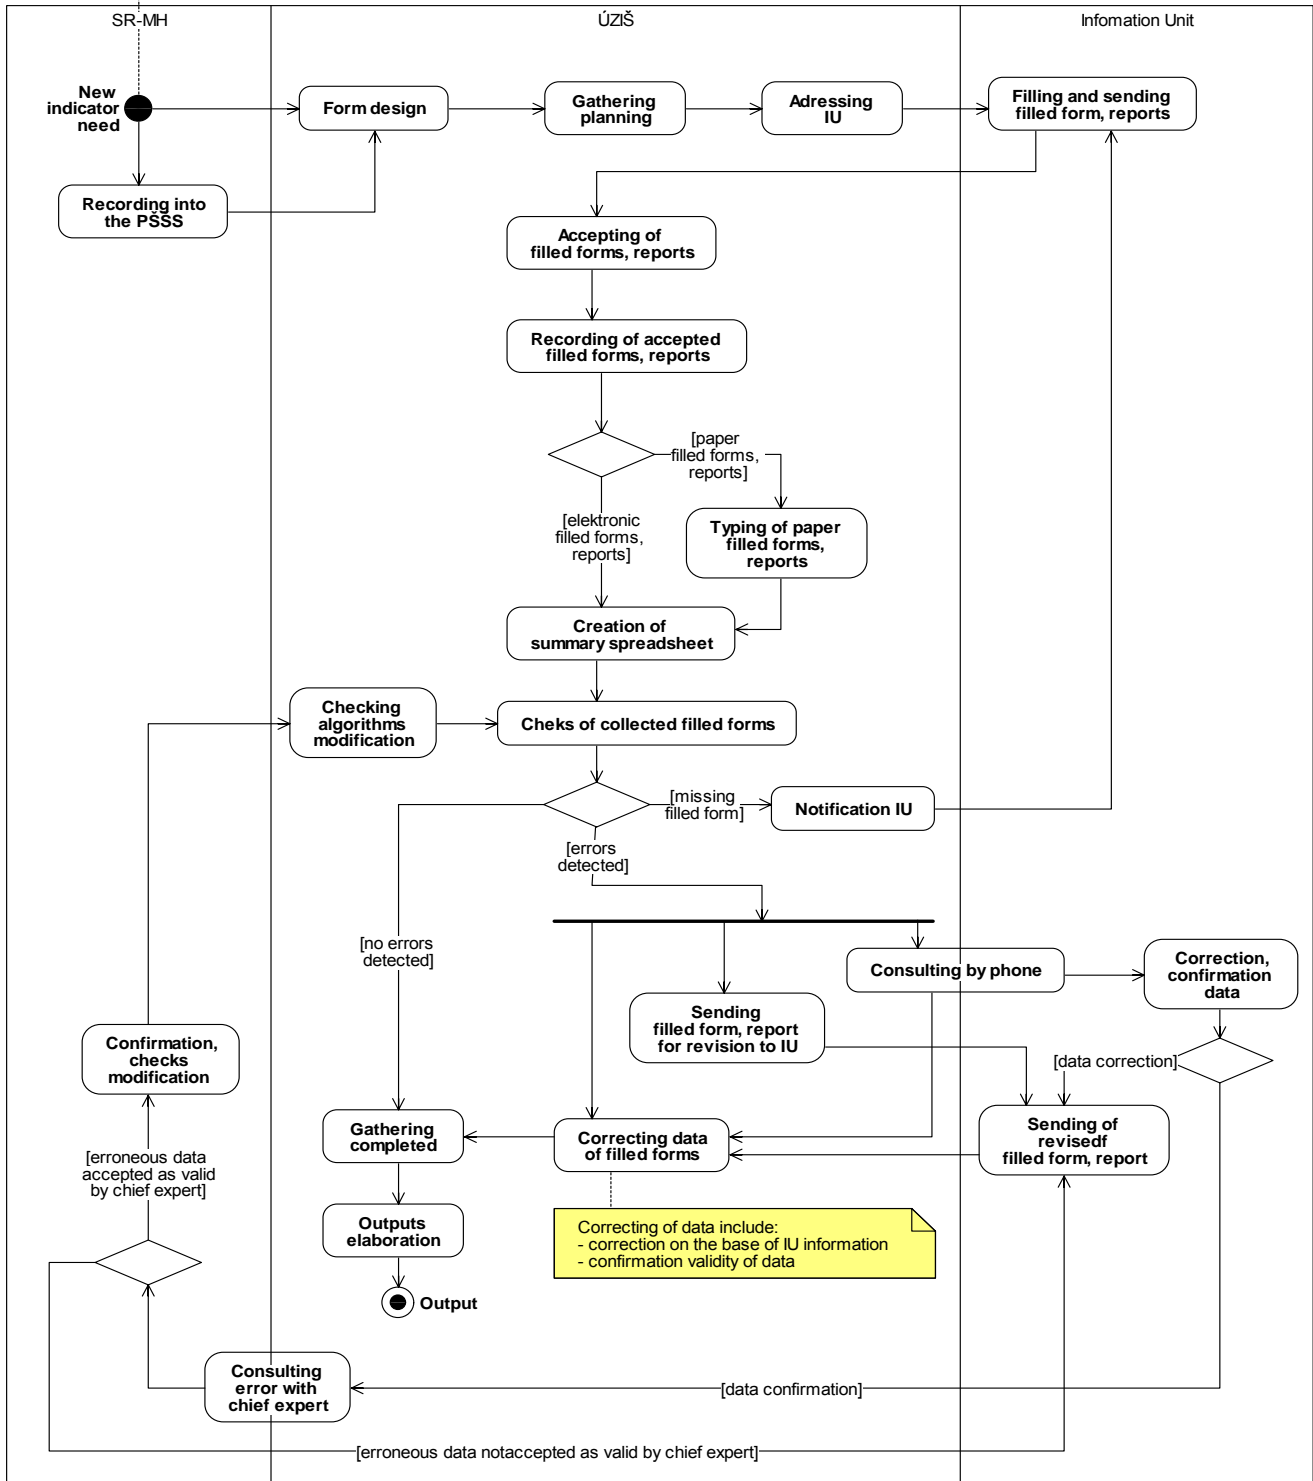 SR-MH
ÚZIŠ
Infomation Unit
New
indicator
need
Form design
Gathering
planning
Adressing
IU
Filling and sending
filled form, reports
Recording into
the PŠSS
Accepting of
filled forms, reports
Recording of accepted
filled forms, reports
[paper
filled forms,
reports]
[elektronic
filled forms,
reports]
Typing of paper
filled forms,
reports
Creation of
summary spreadsheet
Checking
algorithms
modification
Cheks of collected filled forms
[missing
filled form]
Notification IU
[errors
detected]
[no errors
detected]
Consulting by phone
Correction,
confirmation
data
Sending
filled form, report
for revision to IU
Confirmation,
checks
modification
[data correction]
Gathering
completed
Correcting data
of filled forms
Sending of
revisedf
filled form, report
[erroneous data
accepted as valid
by chief expert]
Outputs
elaboration
Correcting of data include:
- correction on the base of IU information
- confirmation validity of data
Output
Consulting
error with
chief expert
[data confirmation]
[erroneous data notaccepted as valid by chief expert]